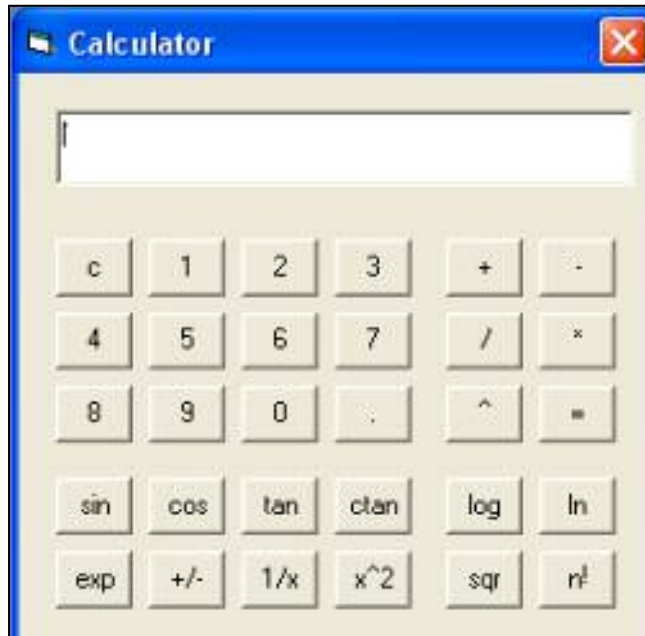 Calculator
c 1 2 3 + -
4 5 6 7 / *
8 9 0 . ^ =
sin cos tan ctan log ln
exp +/- 1/x x^2 sqr n!